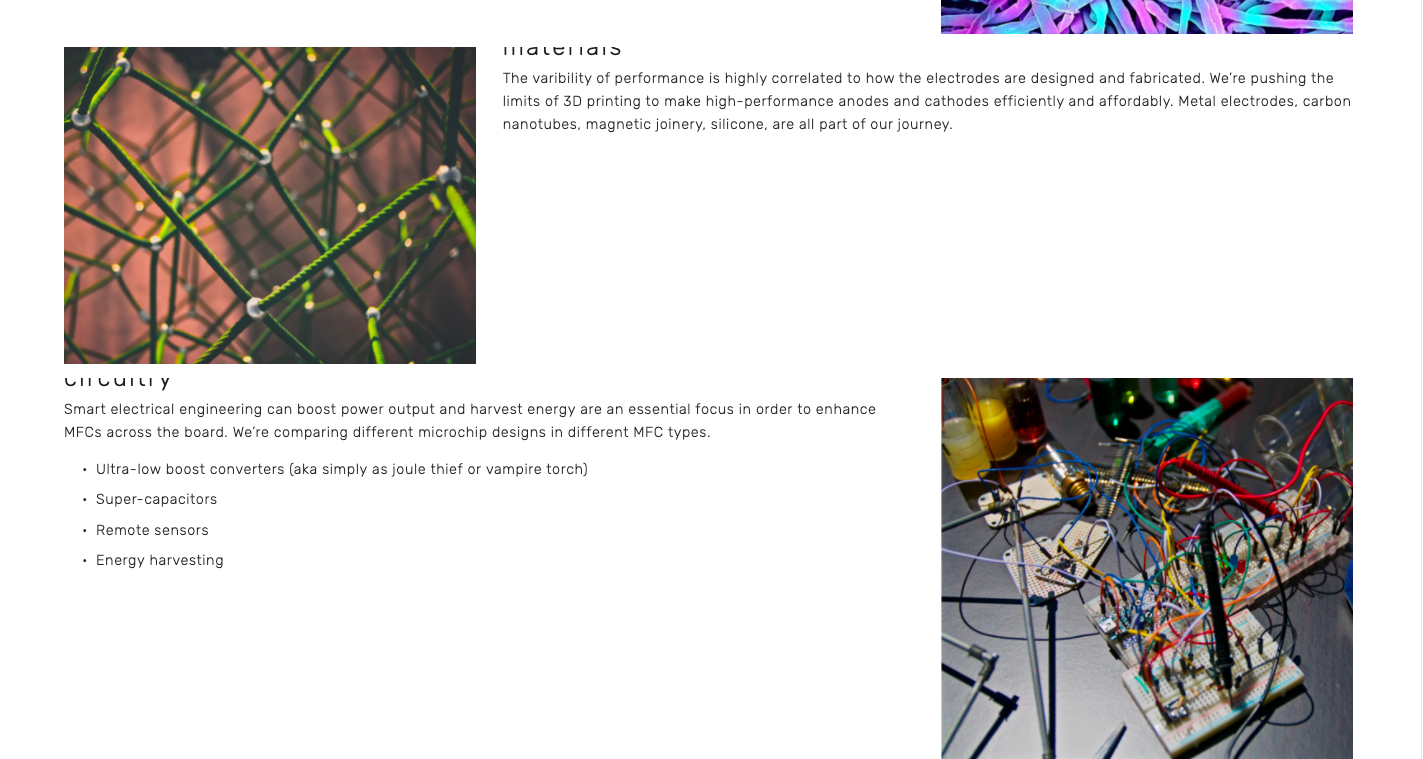 materials
The varibility of performance is highly correlated to how the electrodes are designed and fabricated. We're pushing the
limits of 3D printing to make high-performance anodes and cathodes efficiently and affordably. Metal electrodes, carbon
nanotubes, magnetic joinery, silicone, are all part of our journey.
circuitry
Smart electrical engineering can boost power output and harvest energy are an essential focus in order to enhance
MFCs across the board. We're comparing different microchip designs in different MFC types.
• Ultra-low boost converters (aka simply as joule thief or vampire torch)
• Super-capacitors
• Remote sensors
• Energy harvesting